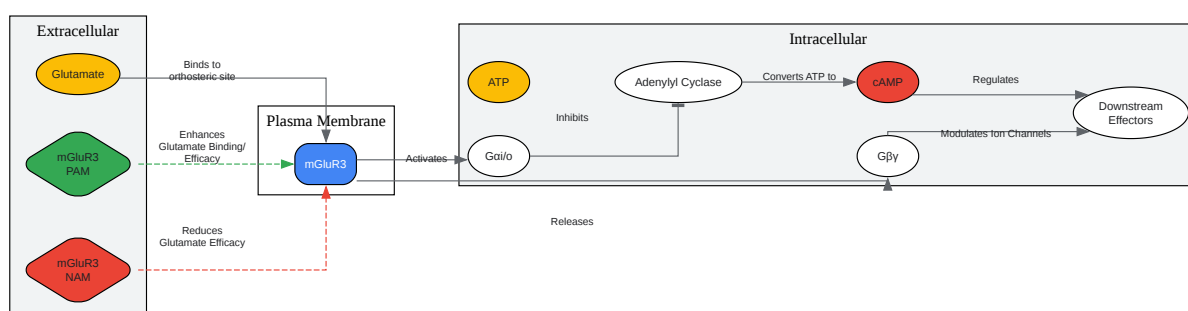 Extracellular
Glutamate
mGluR3
PAM
mGluR3
NAM
Binds to
orthosteric site
Enhances
Glutamate Binding/
Efficacy
Reduces
Glutamate Efficacy
Plasma Membrane
mGluR3
Activates
Intracellular
ATP
Gαi/o
Inhibits
Releases
Adenylyl Cyclase
Converts ATP to
cAMP
Gβγ
Regulates
Modulates Ion Channels
Downstream
Effectors